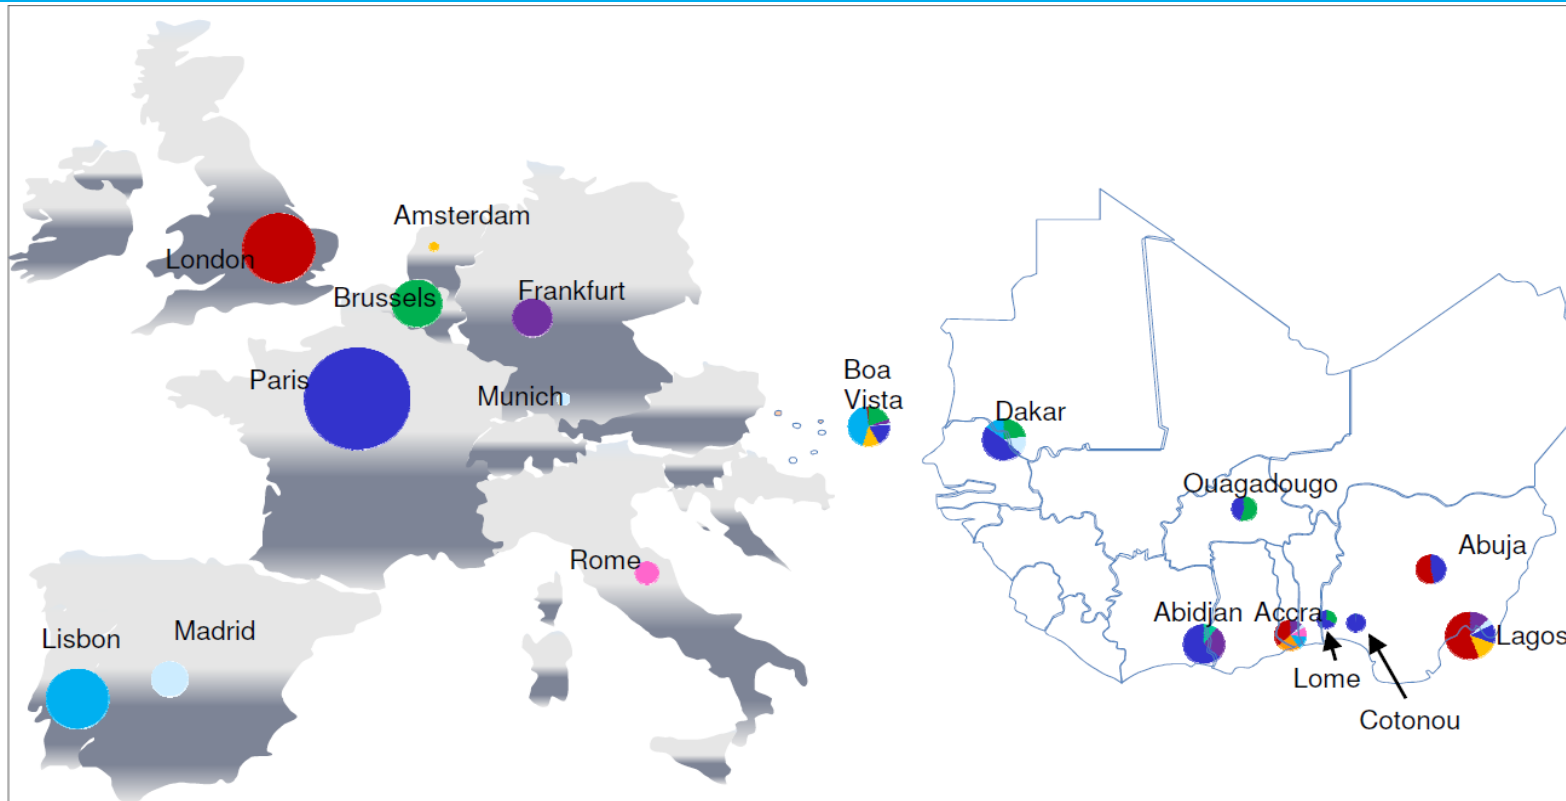 Amsterdam
London
Brussels
Frankfurt
Paris
Munich
Rome
Lisbon
Madrid
Boa
Vista
Dakar
Ouagadougo
Abuja
Abidjan
Accra
Lagos
Lome
Cotonou